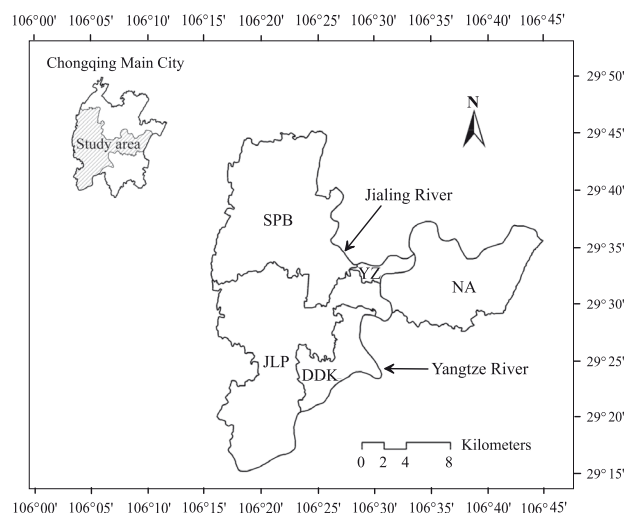 106°00' 106°05' 106°10' 106°15' 106°20' 106°25' 106°30' 106°35' 106°40' 106°45'
Chongqing Main City
Study area
N
29°50'
29°45'
29°40'
29°35'
29°30'
29°25'
29°20'
29°15'
Jialing River
SPB
YZ
NA
JLP
DDK
Yangtze River
Kilometers
0 2 4 8
106°00' 106°05' 106°10' 106°15' 106°20' 106°25' 106°30' 106°35' 106°40' 106°45'